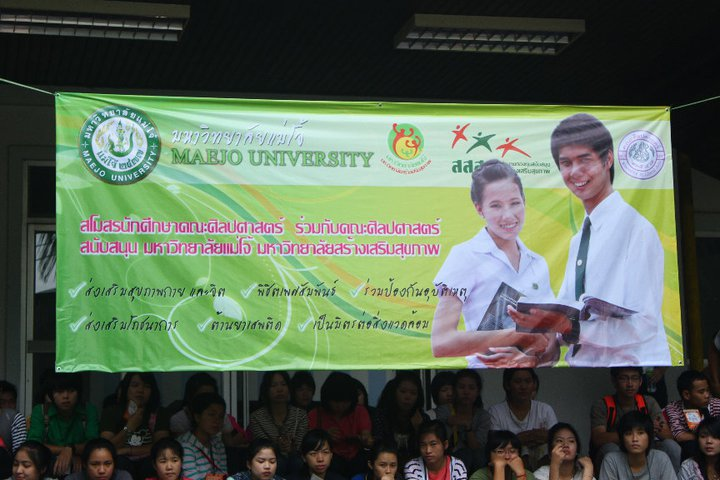 มหาวิทยาลัยแม่โจ้
MAEJO UNIVERSITY
มหาวิทยาลัยแม่โจ้
MAEJO UNIVERSITY
สสส
สโมสรนักศึกษาคณะศิลปศาสตร์ ร่วมกับคณะศิลปศาสตร์
สนับสนุน มหาวิทยาลัยแม่โจ้ มหาวิทยาลัยสร้างเสริมสุขภาพ
ส่งเสริมสุขภาพกาย และจิต
พิชิตเพศสัมพันธ์
ร่วมป้องกันอุบัติเหตุ
ส่งเสริมโภชนาการ
ต้านยาเสพติด
เป็นมิตรต่อสิ่งแวดล้อม